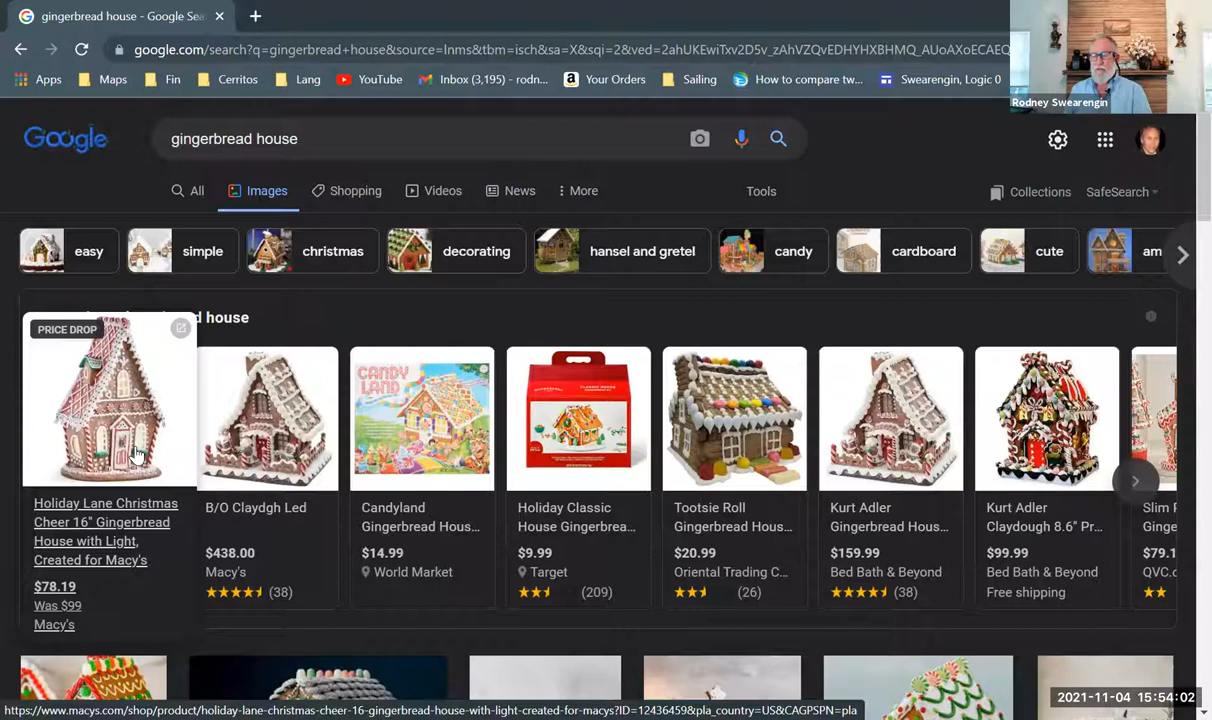 gingerbread house - Google Sea
google.com/search?q=gingerbread+house&source=lnms&tbm=isch&sa=X&sqi=2&ved=2ahUKEwiTxv2D5v_zAhVZQvEDHYHXBHMQ_AUoAXoECAEQ
Apps Maps Fin Cerritos Lang YouTube Inbox (3,195) - rodn... Your Orders Sailing How to compare tw... Swearengin, Logic 0
Rodney Swearengin
Google gingerbread house
All Images Shopping Videos News More Tools Collections SafeSearch
easy simple christmas decorating hansel and gretel candy cardboard cute am
d house
PRICE DROP
CANDY LAND
Holiday Lane Christmas
Cheer 16" Gingerbread
House with Light,
Created for Macy's
$78.19
Was $99
Macy's
B/O Claydgh Led
$438.00
Macy's
(38)
Candyland
Gingerbread Hous...
$14.99
World Market
Holiday Classic
House Gingerbrea...
$9.99
Target
(209)
Tootsie Roll
Gingerbread Hous...
$20.99
Oriental Trading C...
(26)
Kurt Adler
Gingerbread Hous...
$159.99
Bed Bath & Beyond
(38)
Kurt Adler
Claydough 8.6" Pr...
$99.99
Bed Bath & Beyond
Free shipping
Slim F
Ginge
$79.1
QVC.c
https://www.macys.com/shop/product/holiday-lane-christmas-cheer-16-gingerbread-house-with-light-created-for-macys?ID=12436459&pla_country=US&CAGPSPN=pla
2021-11-04 15:54:02